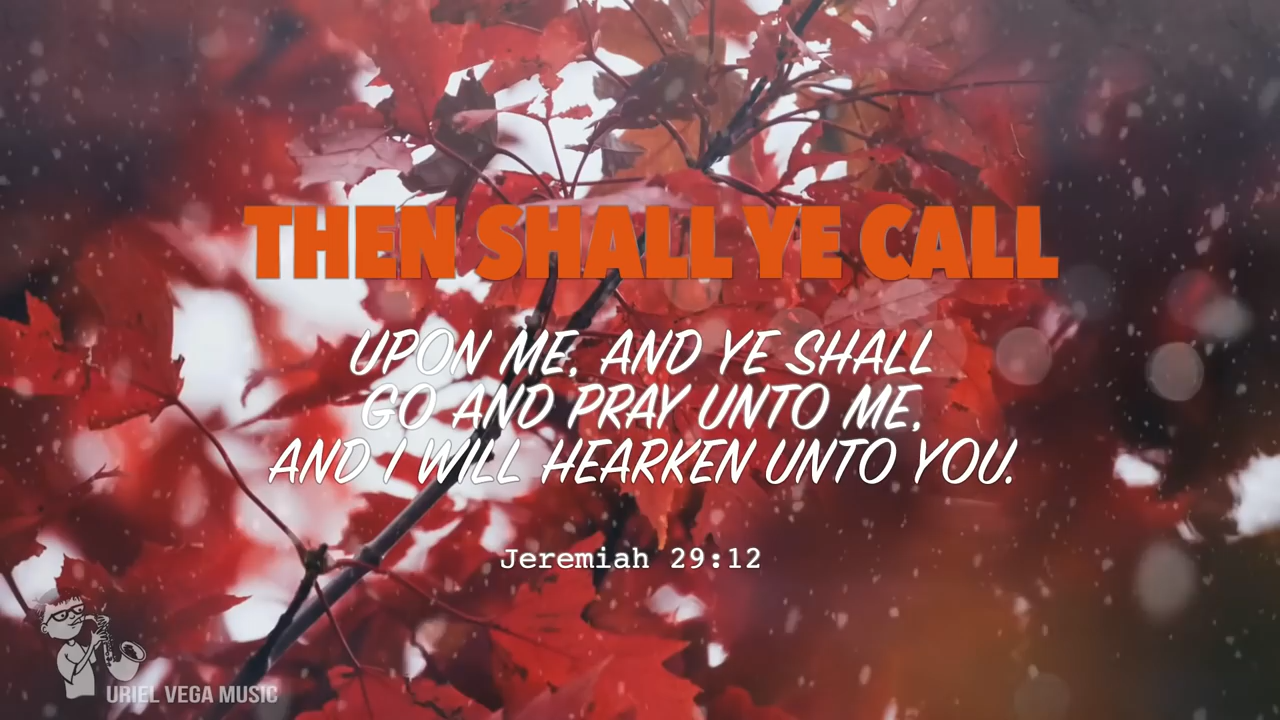 THEN SHALL YE CALL
UPON ME, AND YE SHALL
GO AND PRAY UNTO ME,
AND I WILL HEARKEN UNTO YOU.
Jeremiah 29:12
URIEL VEGA MUSIC